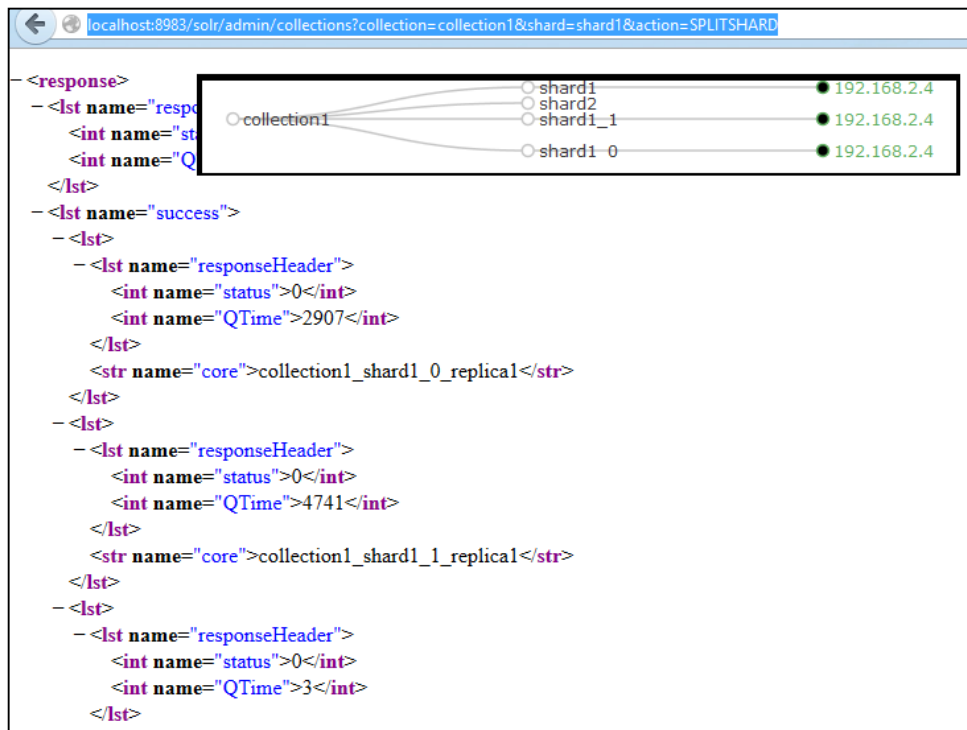 localhost:8983/solr/admin/collections?collection=collection1&shard=shard1&action=SPLITSHARD
− <response>
− <lst name="respo
<int name="sta
<int name="Q
</lst>
collection1
shard1 192.168.2.4
shard2
shard1_1 192.168.2.4
shard1_0 192.168.2.4
− <lst name="success">
− <lst>
− <lst name="responseHeader">
<int name="status">0</int>
<int name="QTime">2907</int>
</lst>
<str name="core">collection1_shard1_0_replica1</str>
</lst>
− <lst>
− <lst name="responseHeader">
<int name="status">0</int>
<int name="QTime">4741</int>
</lst>
<str name="core">collection1_shard1_1_replica1</str>
</lst>
− <lst>
− <lst name="responseHeader">
<int name="status">0</int>
<int name="QTime">3</int>
</lst>